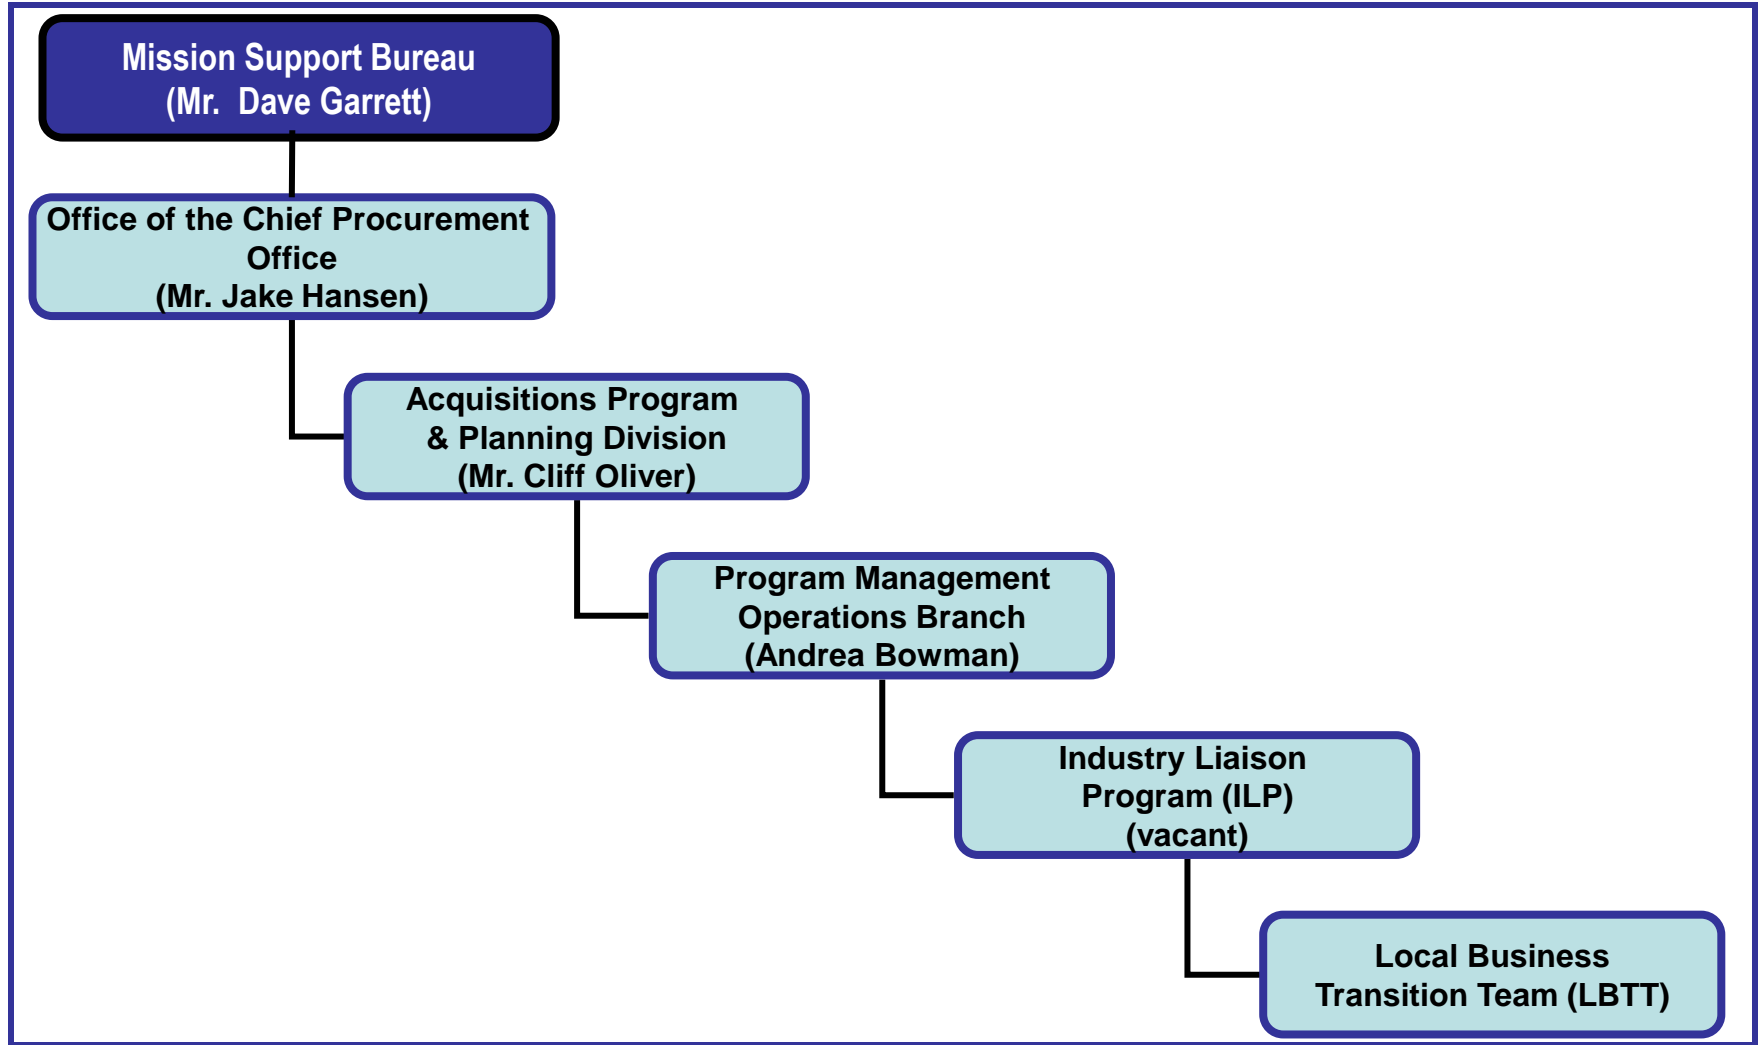 Mission Support Bureau
(Mr. Dave Garrett)
Office of the Chief Procurement
Office
(Mr. Jake Hansen)
Acquisitions Program
& Planning Division
(Mr. Cliff Oliver)
Program Management
Operations Branch
(Andrea Bowman)
Industry Liaison
Program (ILP)
(vacant)
Local Business
Transition Team (LBTT)